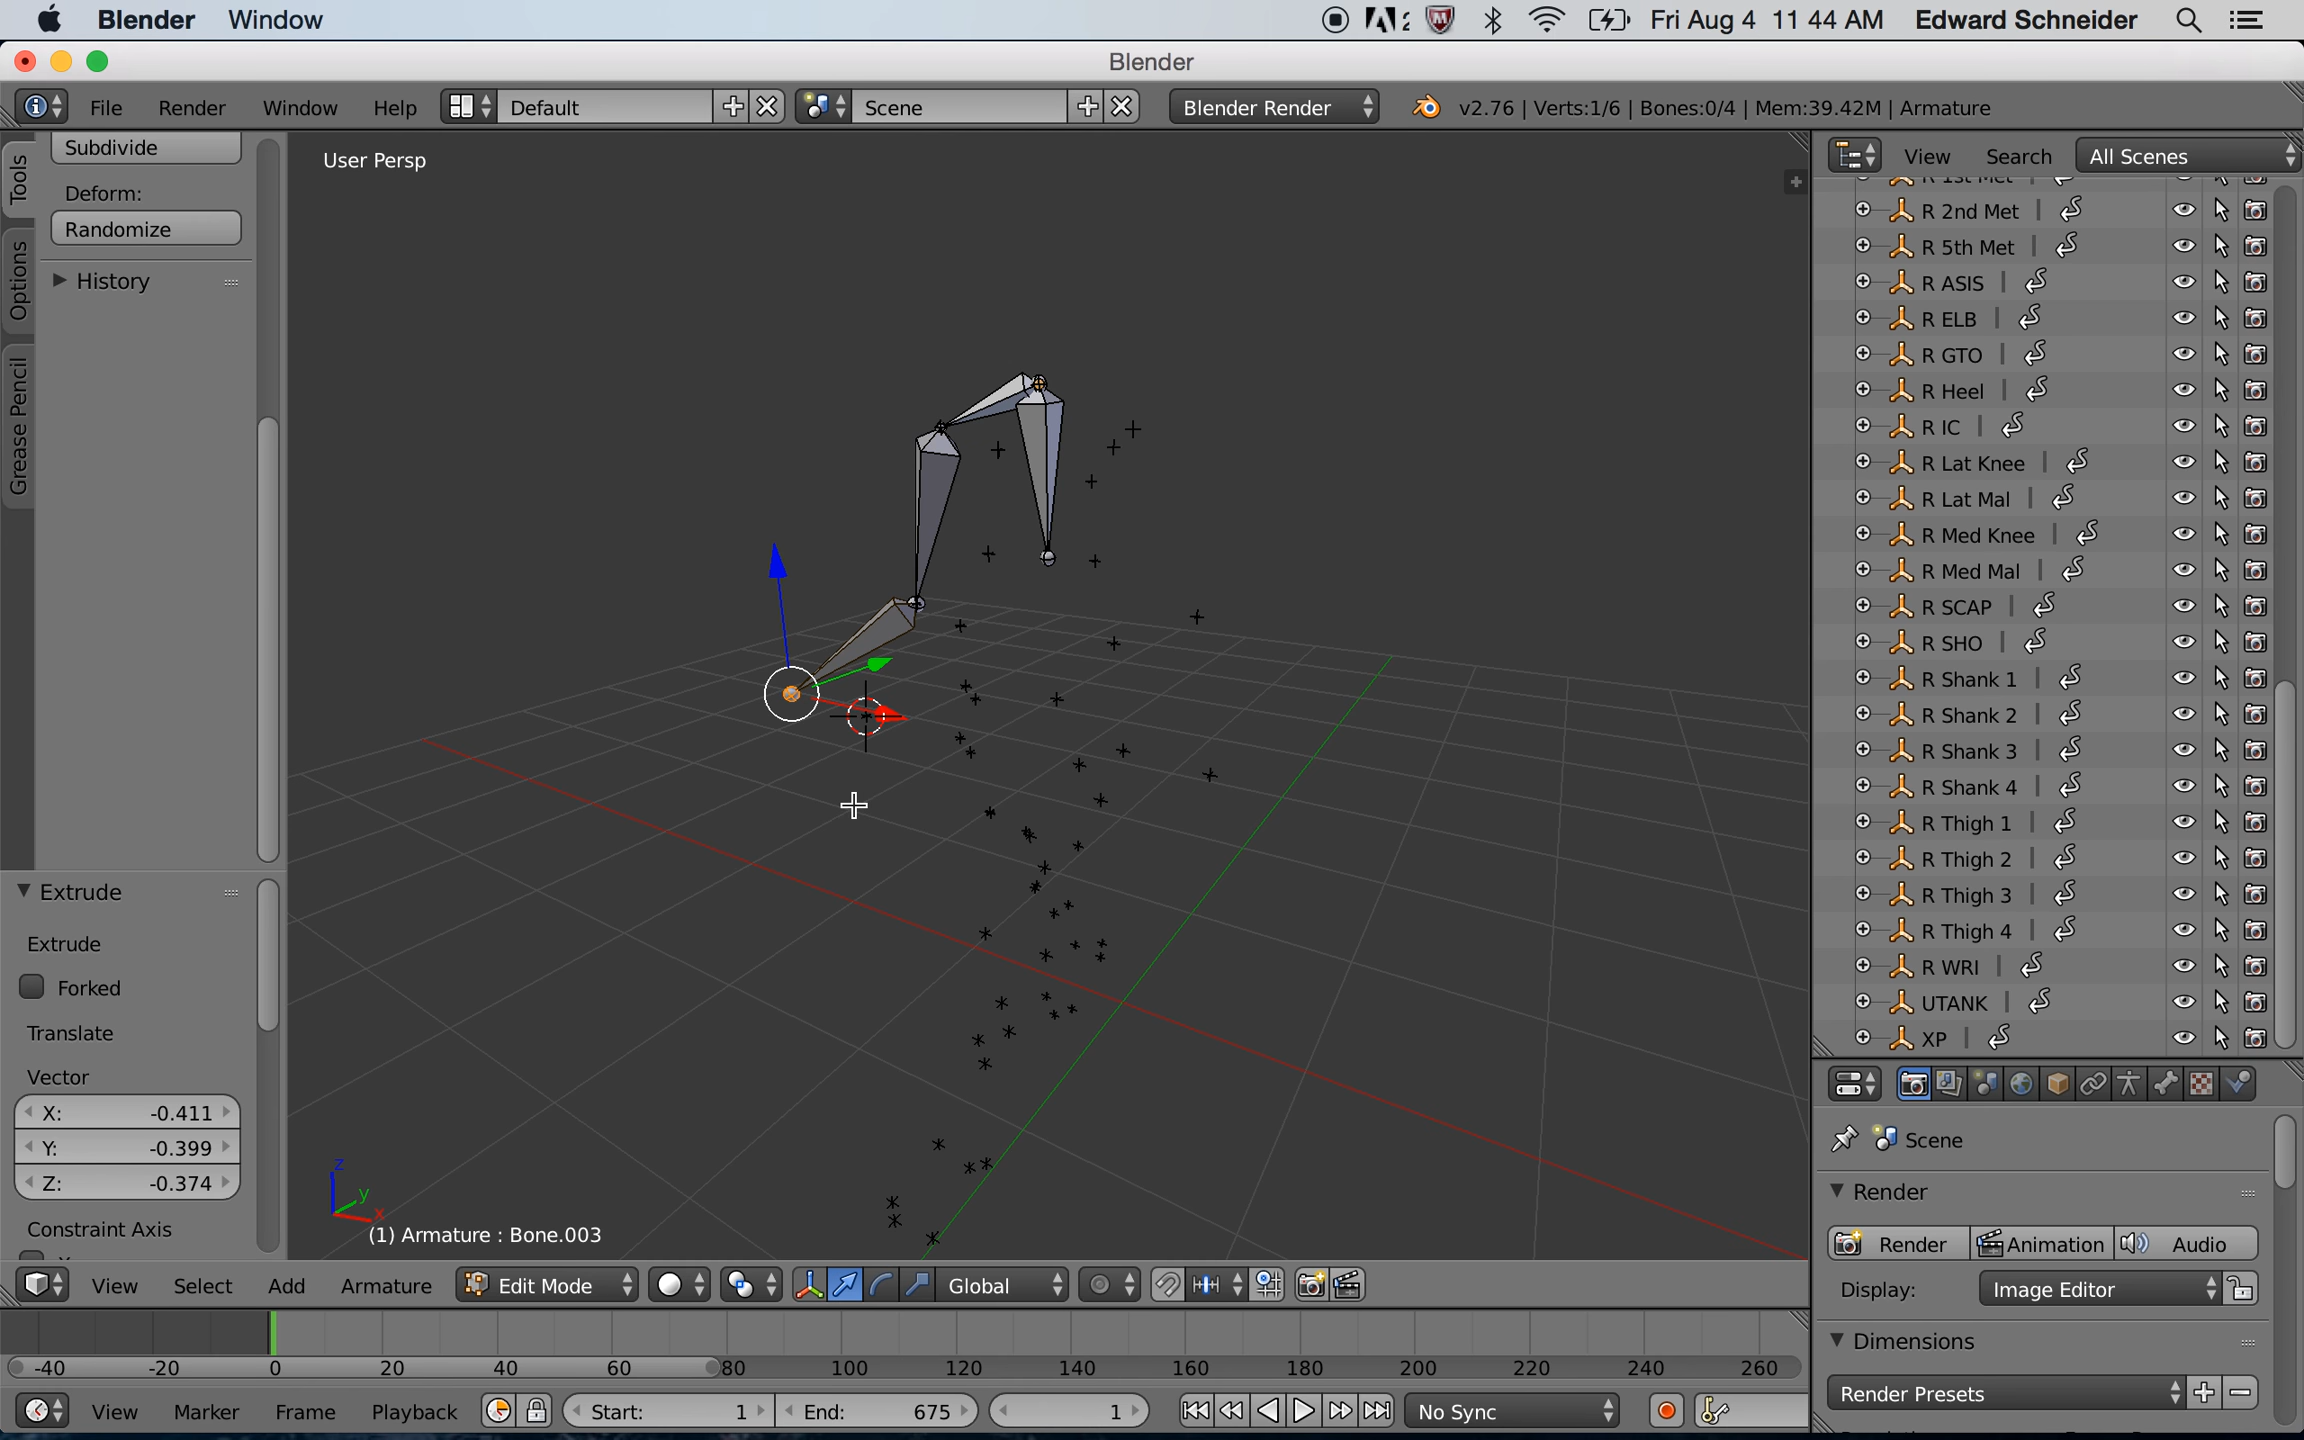 Blender Window
2 Fri Aug 4 11 44 AM Edward Schneider
Blender
File Render Window Help Default Scene Blender Render v2.76 | Verts:1/6 | Bones:0/4 | Mem:39.42M | Armature
Tools
Options
Grease Pencil
Subdivide
Deform:
Randomize
History
Extrude
Extrude
Forked
Translate
Vector
X: -0.411
Y: -0.399
Z: -0.374
Constraint Axis
User Persp
z
y
x
(1) Armature : Bone.003
View Select Add Armature Edit Mode Global
-40 -20 0 20 40 60 80 100 120 140 160 180 200 220 240 260
View Marker Frame Playback Start: 1 End: 675 1 No Sync
View Search All Scenes
R 1st Met
R 2nd Met
R 5th Met
R ASIS
R ELB
R GTO
R Heel
R IC
R Lat Knee
R Lat Mal
R Med Knee
R Med Mal
R SCAP
R SHO
R Shank 1
R Shank 2
R Shank 3
R Shank 4
R Thigh 1
R Thigh 2
R Thigh 3
R Thigh 4
R WRI
UTANK
XP
Scene
Render
Render Animation Audio
Display: Image Editor
Dimensions
Render Presets